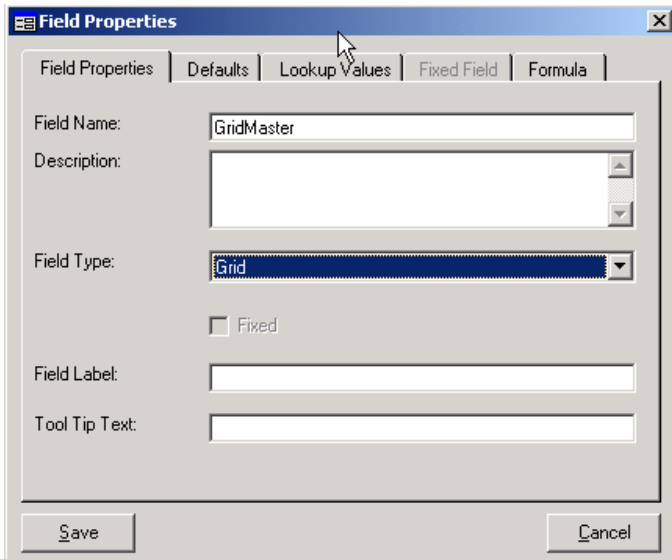 Field Properties
Field Properties Defaults Lookup Values Fixed Field Formula
Field Name: GridMaster
Description:
Field Type: Grid
Fixed
Field Label:
Tool Tip Text:
Save Cancel